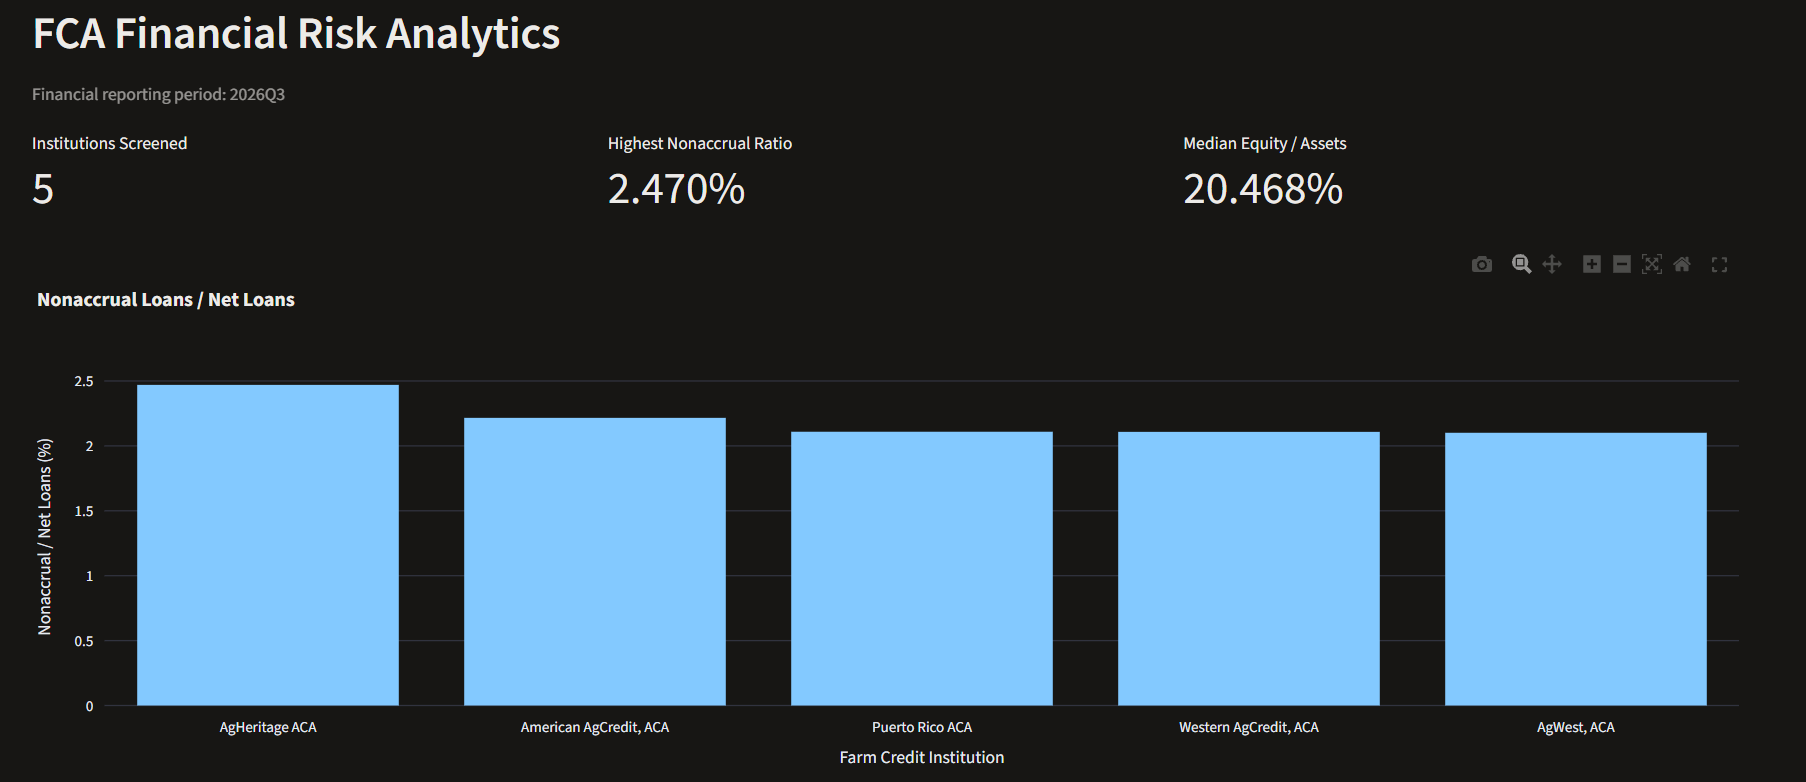 FCA Financial Risk Analytics
Financial reporting period: 2026Q3
Institutions Screened
5
Highest Nonaccrual Ratio
2.470%
Median Equity / Assets
20.468%
Nonaccrual Loans / Net Loans
Nonaccrual / Net Loans (%)
2.5
2
1.5
1
0.5
0
AgHeritage ACA
American AgCredit, ACA
Puerto Rico ACA
Western AgCredit, ACA
AgWest, ACA
Farm Credit Institution